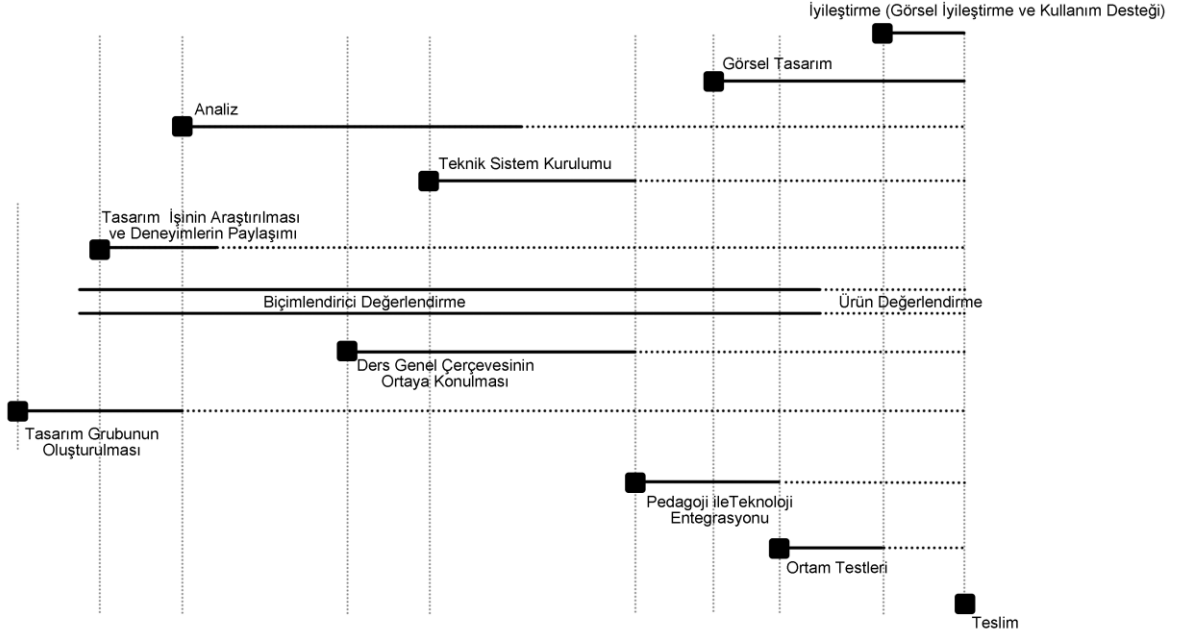 İyileştirme (Görsel İyileştirme ve Kullanım Desteği)
Görsel Tasarım
Analiz
Teknik Sistem Kurulumu
Tasarım İşinin Araştırılması
ve Deneyimlerin Paylaşımı
Biçimlendirici Değerlendirme
Ürün Değerlendirme
Ders Genel Çerçevesinin
Ortaya Konulması
Tasarım Grubunun
Oluşturulması
Pedagoji ileTeknoloji
Entegrasyonu
Ortam Testleri
Teslim